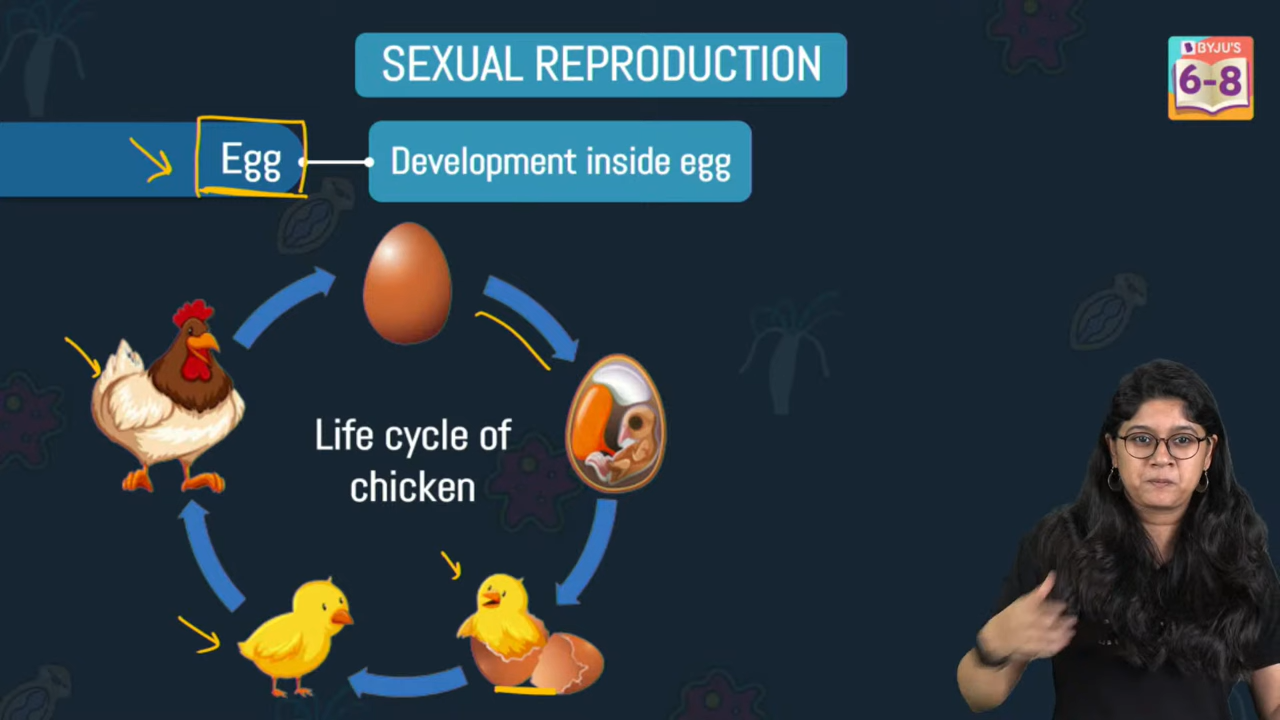 SEXUAL REPRODUCTION
BYJU'S
6-8
Egg
Development inside egg
Life cycle of
chicken